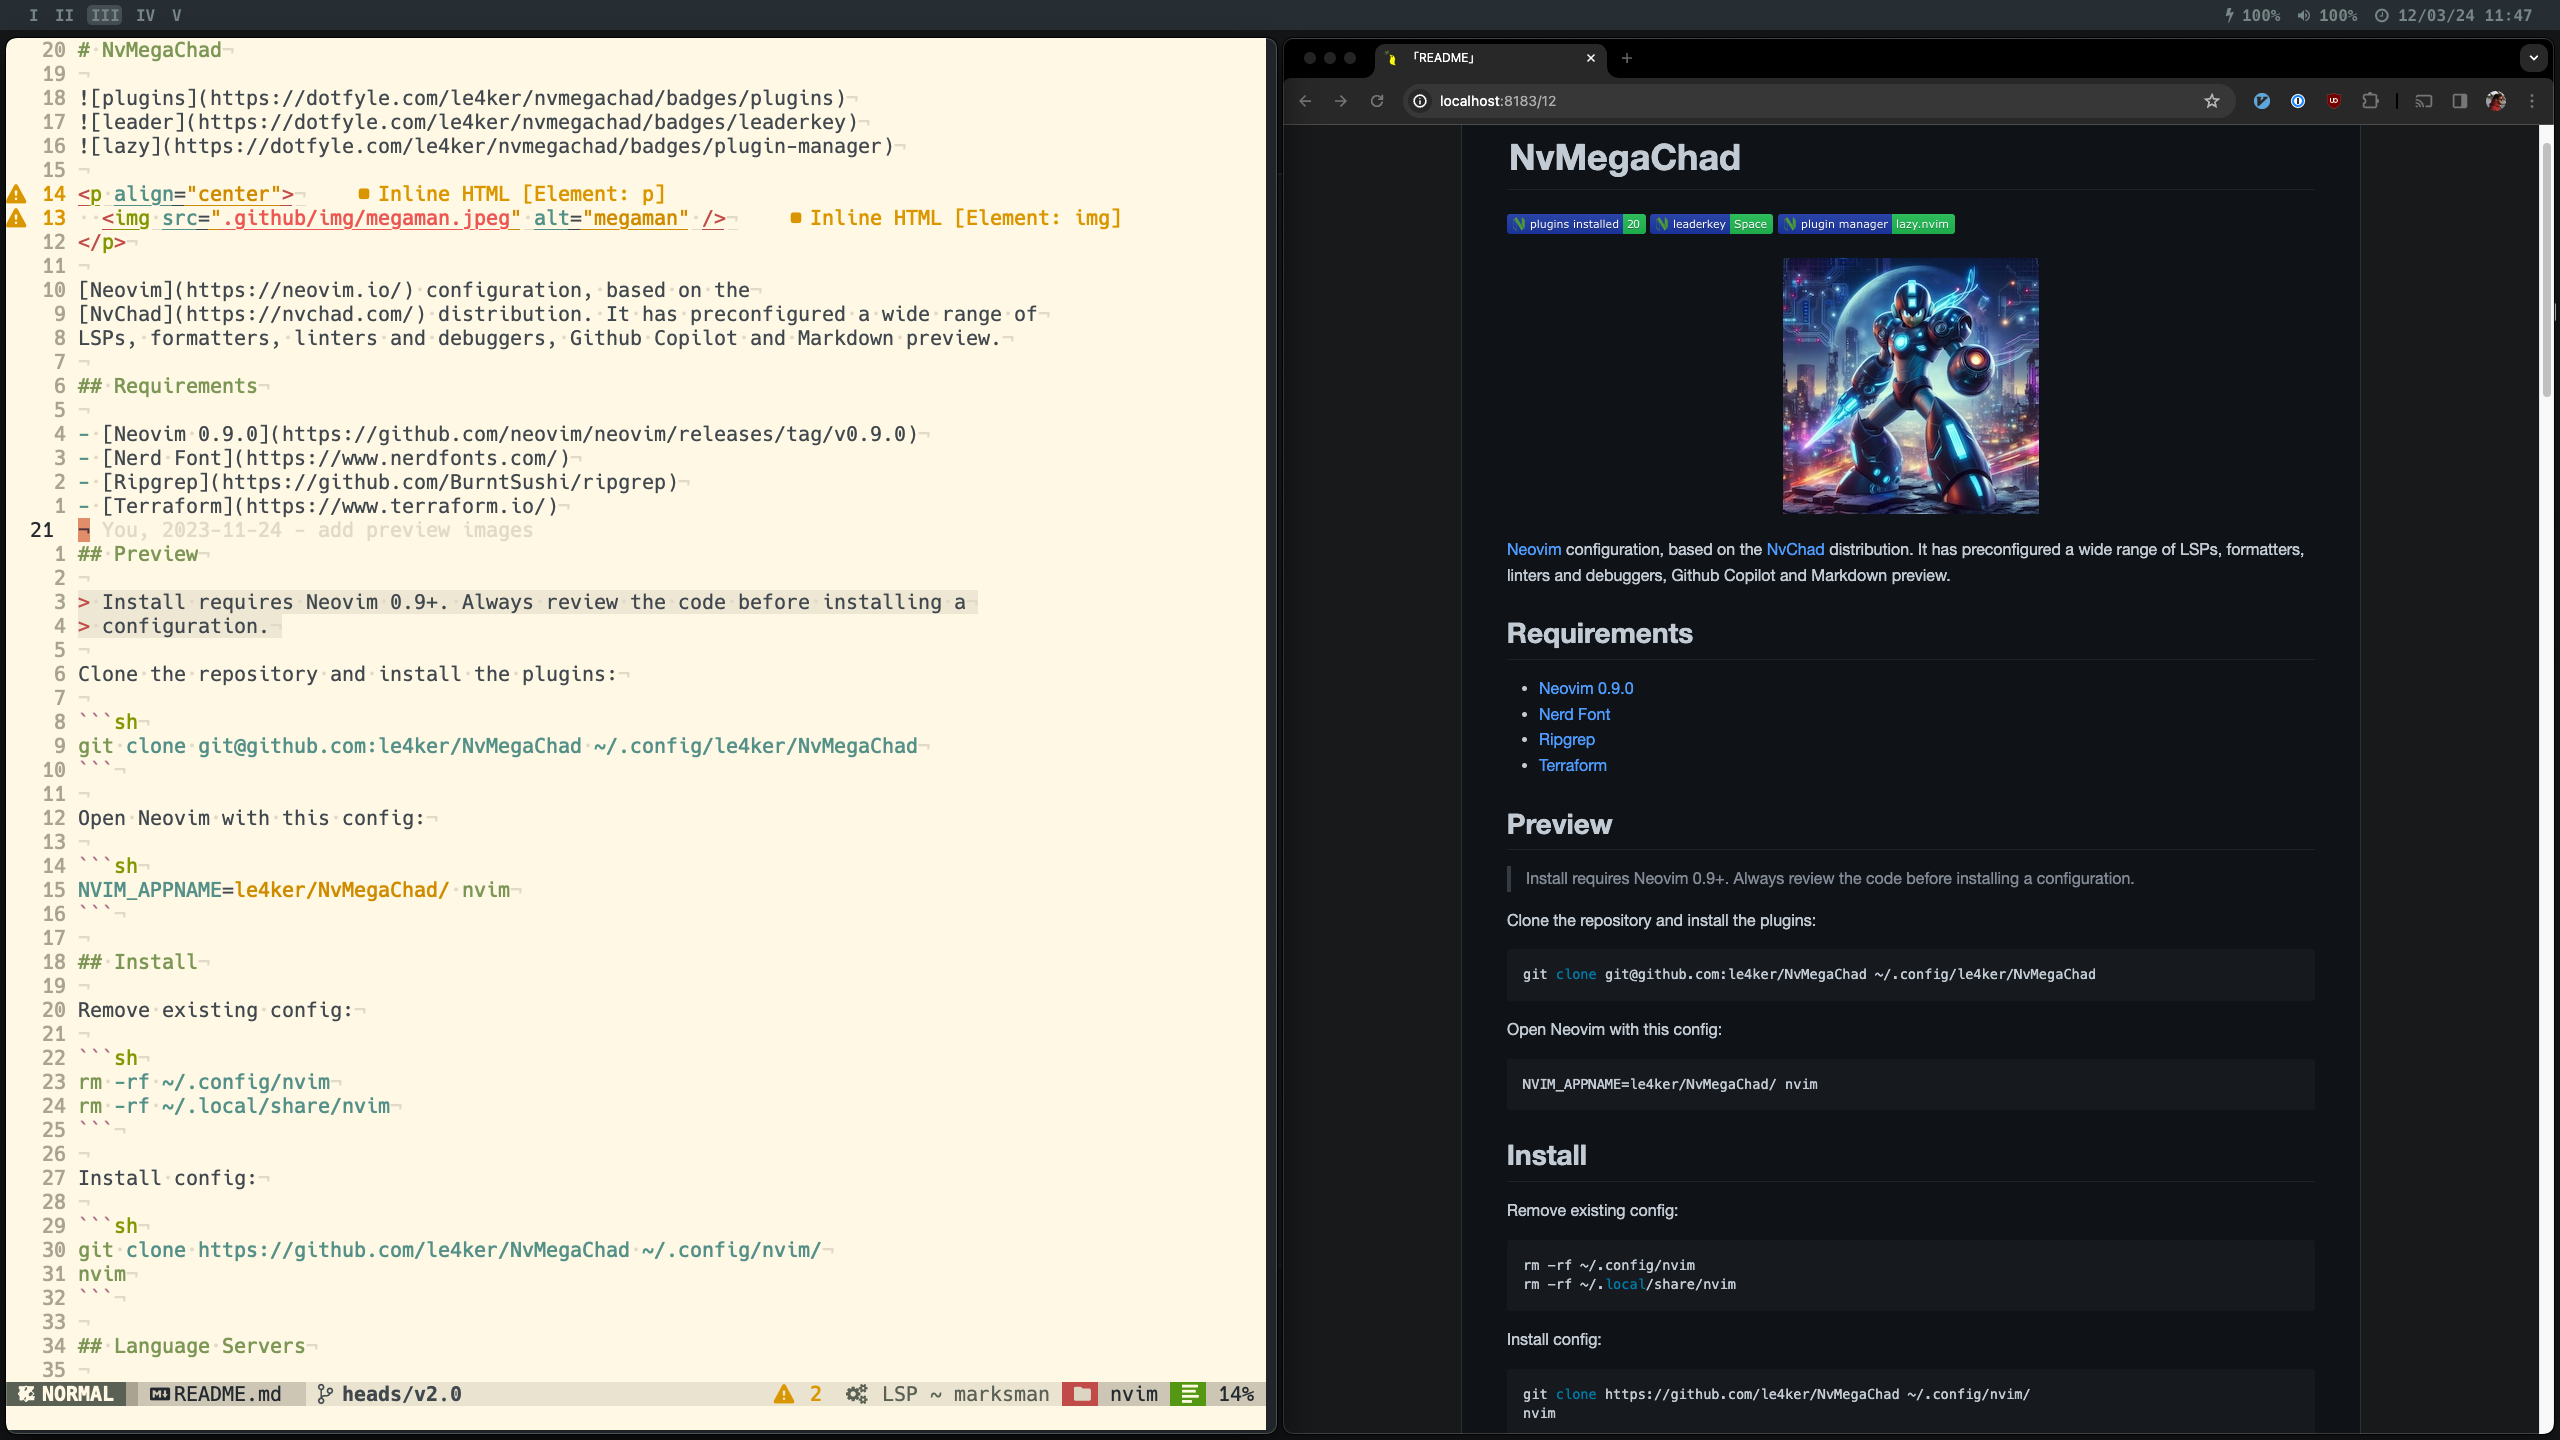 I II III IV V
100% 100% 12/03/24 11:47
20 # NvMegaChad¬
19 ¬
18 ![plugins](https://dotfyle.com/le4ker/nvmegachad/badges/plugins)¬
17 ![leader](https://dotfyle.com/le4ker/nvmegachad/badges/leaderkey)¬
16 ![lazy](https://dotfyle.com/le4ker/nvmegachad/badges/plugin-manager)¬
15 ¬
14 <p align="center">¬ ■ Inline HTML [Element: p]
13 <img src=".github/img/megaman.jpeg" alt="megaman" />¬ ■ Inline HTML [Element: img]
12 </p>¬
11 ¬
10 [Neovim](https://neovim.io/) configuration, based on the¬
9 [NvChad](https://nvchad.com/) distribution. It has preconfigured a wide range of¬
8 LSPs, formatters, linters and debuggers, Github Copilot and Markdown preview.¬
7 ¬
6 ## Requirements¬
5 ¬
4 - [Neovim 0.9.0](https://github.com/neovim/neovim/releases/tag/v0.9.0)¬
3 - [Nerd Font](https://www.nerdfonts.com/)¬
2 - [Ripgrep](https://github.com/BurntSushi/ripgrep)¬
1 - [Terraform](https://www.terraform.io/)¬
21 ¬ You, 2023-11-24 - add preview images
1 ## Preview¬
2 ¬
3 > Install requires Neovim 0.9+. Always review the code before installing a¬
4 > configuration.¬
5 ¬
6 Clone the repository and install the plugins:¬
7 ¬
8 ```sh¬
9 git clone git@github.com:le4ker/NvMegaChad ~/.config/le4ker/NvMegaChad¬
10 ```¬
11 ¬
12 Open Neovim with this config:¬
13 ¬
14 ```sh¬
15 NVIM_APPNAME=le4ker/NvMegaChad/ nvim¬
16 ```¬
17 ¬
18 ## Install¬
19 ¬
20 Remove existing config:¬
21 ¬
22 ```sh¬
23 rm -rf ~/.config/nvim¬
24 rm -rf ~/.local/share/nvim¬
25 ```¬
26 ¬
27 Install config:¬
28 ¬
29 ```sh¬
30 git clone https://github.com/le4ker/NvMegaChad ~/.config/nvim/¬
31 nvim¬
32 ```¬
33 ¬
34 ## Language Servers¬
35 ¬
NORMAL README.md heads/v2.0 2 LSP ~ marksman nvim 14%
「README」
localhost:8183/12
NvMegaChad
plugins installed 20 leaderkey Space plugin manager lazy.nvim
Neovim configuration, based on the NvChad distribution. It has preconfigured a wide range of LSPs, formatters,
linters and debuggers, Github Copilot and Markdown preview.
Requirements
• Neovim 0.9.0
• Nerd Font
• Ripgrep
• Terraform
Preview
Install requires Neovim 0.9+. Always review the code before installing a configuration.
Clone the repository and install the plugins:
git clone git@github.com:le4ker/NvMegaChad ~/.config/le4ker/NvMegaChad
Open Neovim with this config:
NVIM_APPNAME=le4ker/NvMegaChad/ nvim
Install
Remove existing config:
rm -rf ~/.config/nvim
rm -rf ~/.local/share/nvim
Install config:
git clone https://github.com/le4ker/NvMegaChad ~/.config/nvim/
nvim